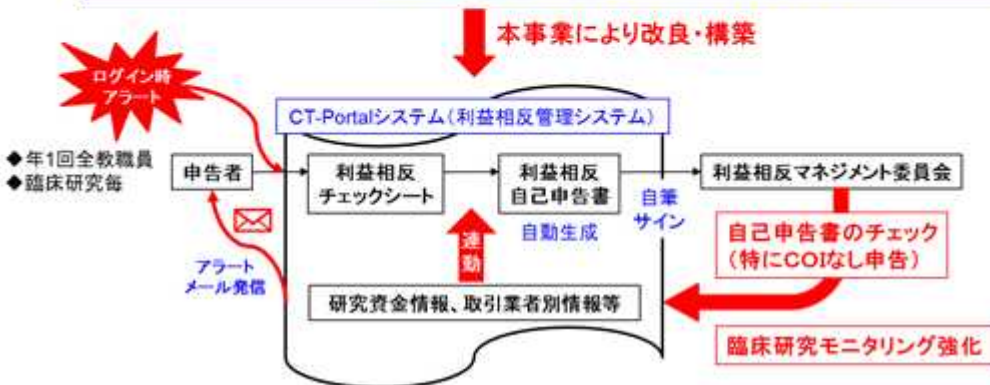 本事業により改良・構築
ログイン時
アラート
CT-Portalシステム(利益相反管理システム)
◆年1回全教職員
◆臨床研究毎
申告者
利益相反
チェックシート
利益相反
自己申告書
自動生成
自筆
サイン
利益相反マネジメント委員会
連動
アラート
メール発信
自己申告書のチェック
(特にCOIなし申告)
研究資金情報、取引業者別情報等
臨床研究モニタリング強化